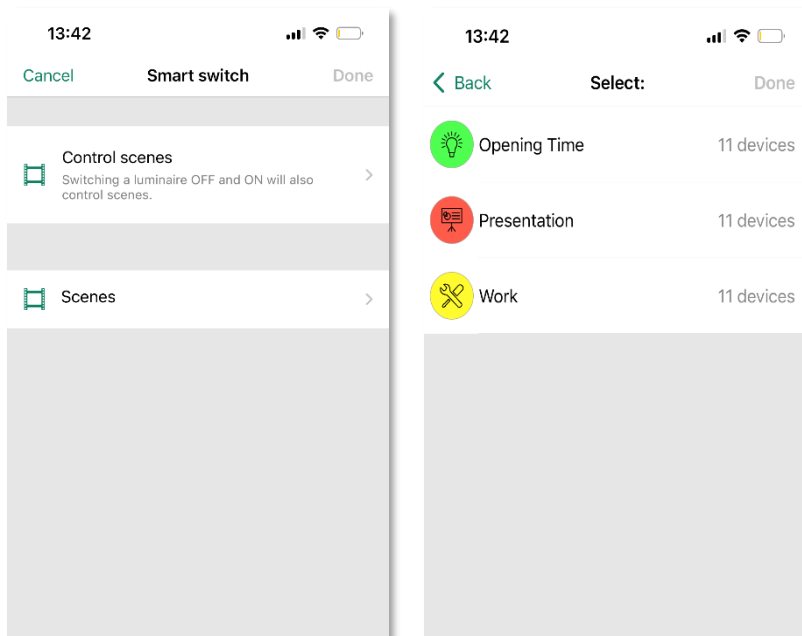 13:42
Cancel Smart switch Done
Control scenes
Switching a luminaire OFF and ON will also
control scenes.
Scenes
13:42
Back Select: Done
Opening Time 11 devices
Presentation 11 devices
Work 11 devices